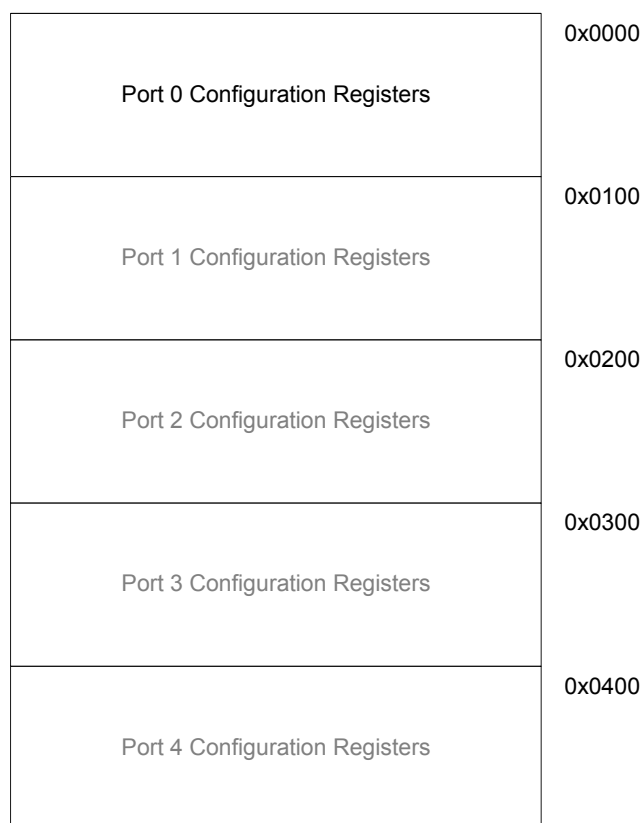 0x0000
Port 0 Configuration Registers
0x0100
Port 1 Configuration Registers
0x0200
Port 2 Configuration Registers
0x0300
Port 3 Configuration Registers
0x0400
Port 4 Configuration Registers